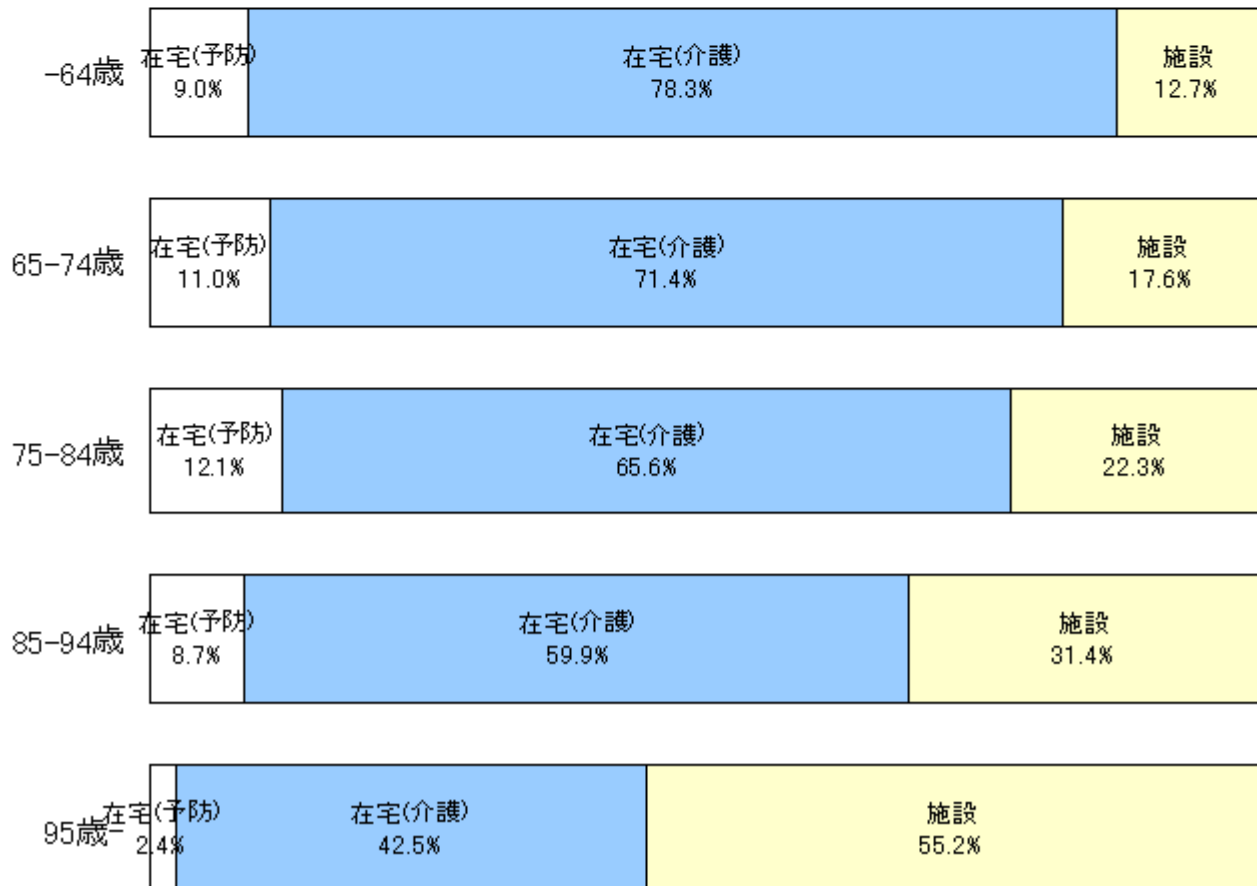 -64歳
在宅(予防)
9.0%
在宅(介護)
78.3%
施設
12.7%
65-74歳
在宅(予防)
11.0%
在宅(介護)
71.4%
施設
17.6%
75-84歳
在宅(予防)
12.1%
在宅(介護)
65.6%
施設
22.3%
85-94歳
在宅(予防)
8.7%
在宅(介護)
59.9%
施設
31.4%
95歳-
在宅(予防)
2.4%
在宅(介護)
42.5%
施設
55.2%